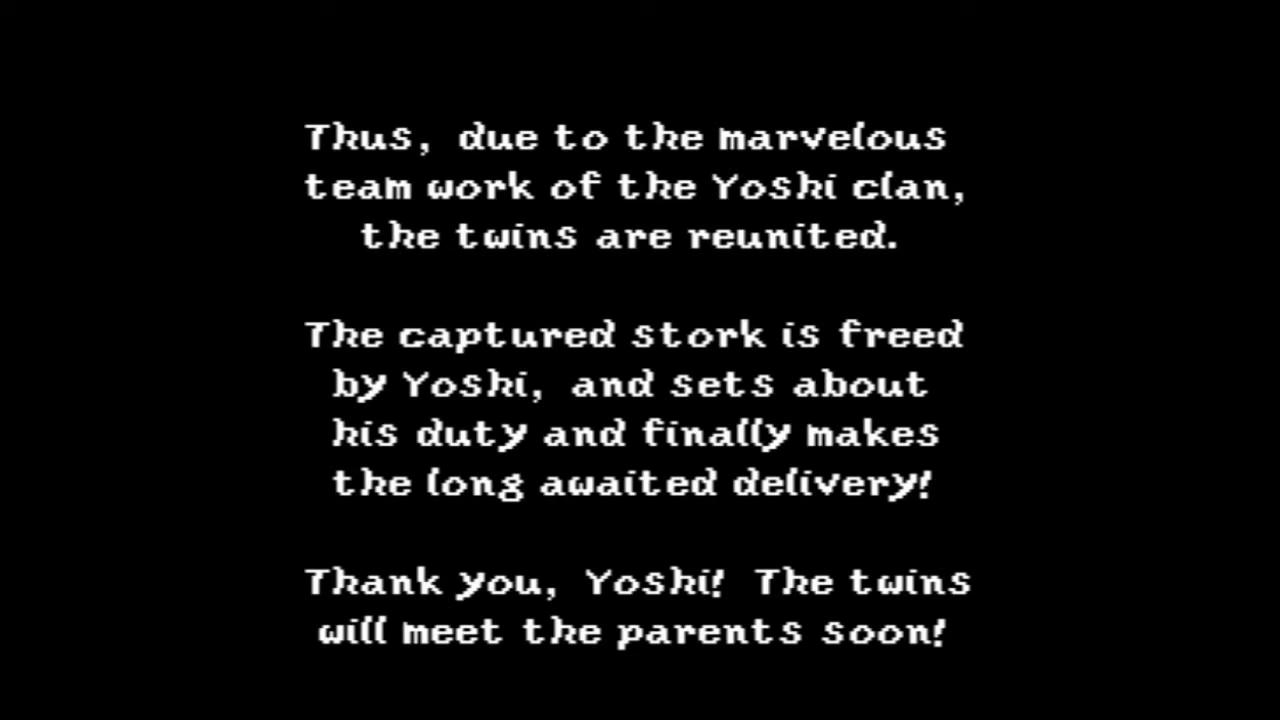 Thus, due to the marvelous
team work of the Yoshi clan,
the twins are reunited.
The captured stork is freed
by Yoshi, and sets about
his duty and finally makes
the long awaited delivery!
Thank you, Yoshi! The twins
will meet the parents soon!